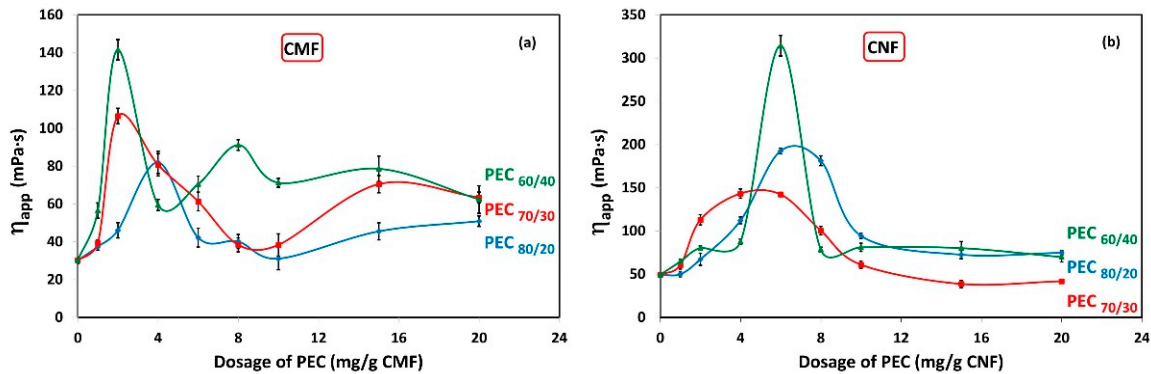 160
140
120
100
80
60
40
20
0
η app (mPa·s)
CMF
(a)
PEC 60/40
PEC 70/30
PEC 80/20
0 4 8 12 16 20 24
Dosage of PEC (mg/g CMF)
350
300
250
200
150
100
50
0
η app (mPa·s)
CNF
(b)
PEC 60/40
PEC 80/20
PEC 70/30
0 4 8 12 16 20 24
Dosage of PEC (mg/g CNF)